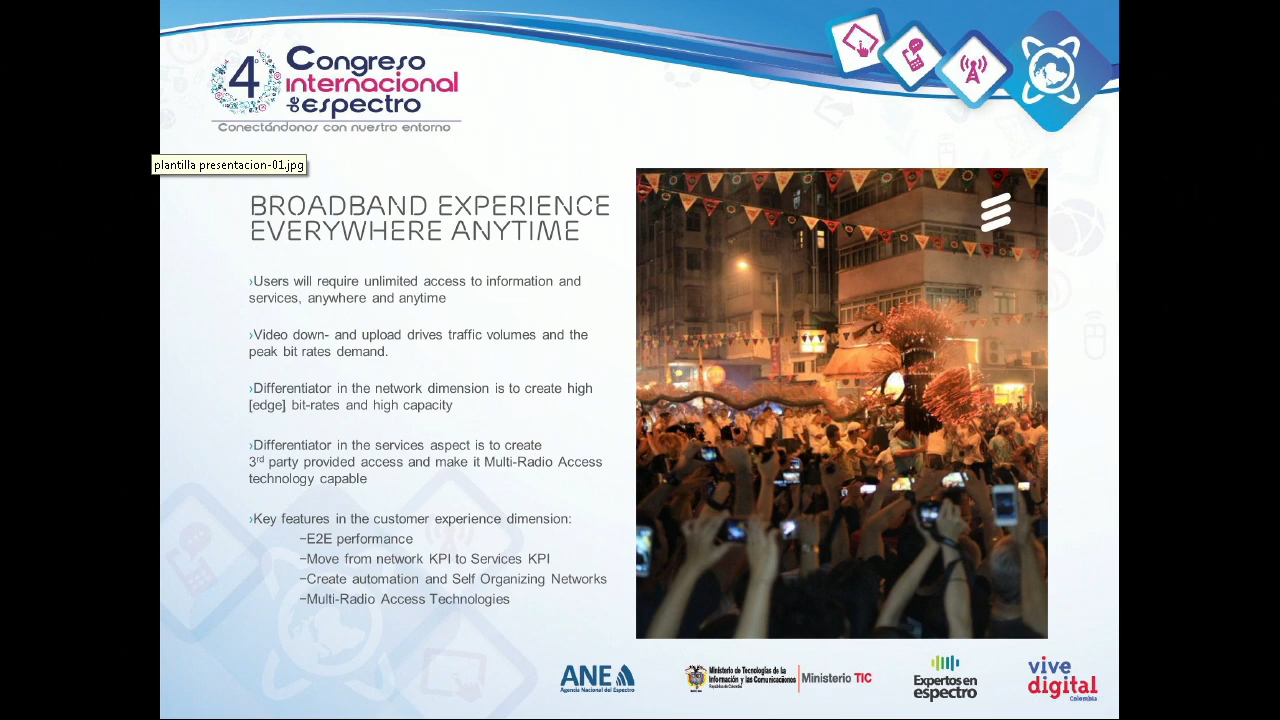 4 Congreso
internacional
de espectro
Conectándonos con nuestro entorno
plantilla presentacion-01.jpg
BROADBAND EXPERIENCE
EVERYWHERE ANYTIME
›Users will require unlimited access to information and
services, anywhere and anytime
›Video down- and upload drives traffic volumes and the
peak bit rates demand.
›Differentiator in the network dimension is to create high
[edge] bit-rates and high capacity
›Differentiator in the services aspect is to create
3rd party provided access and make it Multi-Radio Access
technology capable
›Key features in the customer experience dimension:
−E2E performance
−Move from network KPI to Services KPI
−Create automation and Self Organizing Networks
−Multi-Radio Access Technologies
ANE
Agencia Nacional del Espectro
Ministerio de Tecnologías de la
Información y las Comunicaciones
República de Colombia
Ministerio TIC
Expertos en
espectro
vive
digital
Colombia